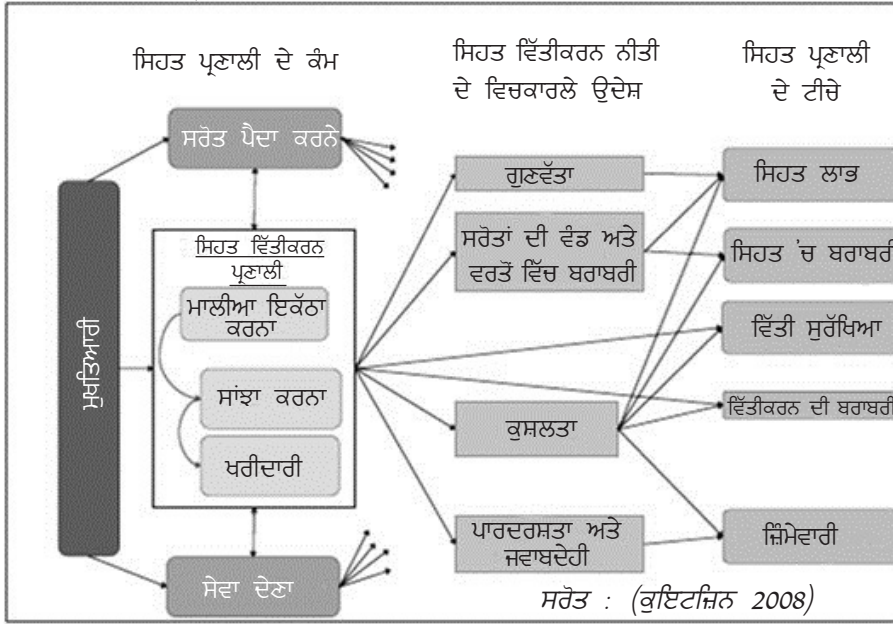 ਸਿਹਤ ਪ੍ਰਣਾਲੀ ਦੇ ਕੰਮ
ਸਿਹਤ ਵਿੱਤੀਕਰਨ ਨੀਤੀ
ਦੇ ਵਿਚਕਾਰਲੇ ਉਦੇਸ਼
ਸਿਹਤ ਪ੍ਰਣਾਲੀ
ਦੇ ਟੀਚੇ
ਮੁਖਤਿਆਰੀ
ਸਰੋਤ ਪੈਦਾ ਕਰਨੇ
ਸਿਹਤ ਵਿੱਤੀਕਰਨ
ਪ੍ਰਣਾਲੀ
ਮਾਲੀਆ ਇਕੱਠਾ
ਕਰਨਾ
ਸਾਂਝਾ ਕਰਨਾ
ਖਰੀਦਾਰੀ
ਸੇਵਾ ਦੇਣਾ
ਗੁਣਵੱਤਾ
ਸਰੋਤਾਂ ਦੀ ਵੰਡ ਅਤੇ
ਵਰਤੋਂ ਵਿੱਚ ਬਰਾਬਰੀ
ਕੁਸ਼ਲਤਾ
ਪਾਰਦਰਸ਼ਤਾ ਅਤੇ
ਜਵਾਬਦੇਹੀ
ਸਿਹਤ ਲਾਭ
ਸਿਹਤ 'ਚ ਬਰਾਬਰੀ
ਵਿੱਤੀ ਸੁਰੱਖਿਆ
ਵਿੱਤੀਕਰਨ ਦੀ ਬਰਾਬਰੀ
ਜ਼ਿੰਮੇਵਾਰੀ
ਸਰੋਤ : (ਕੁਇਟਜ਼ਿਨ 2008)